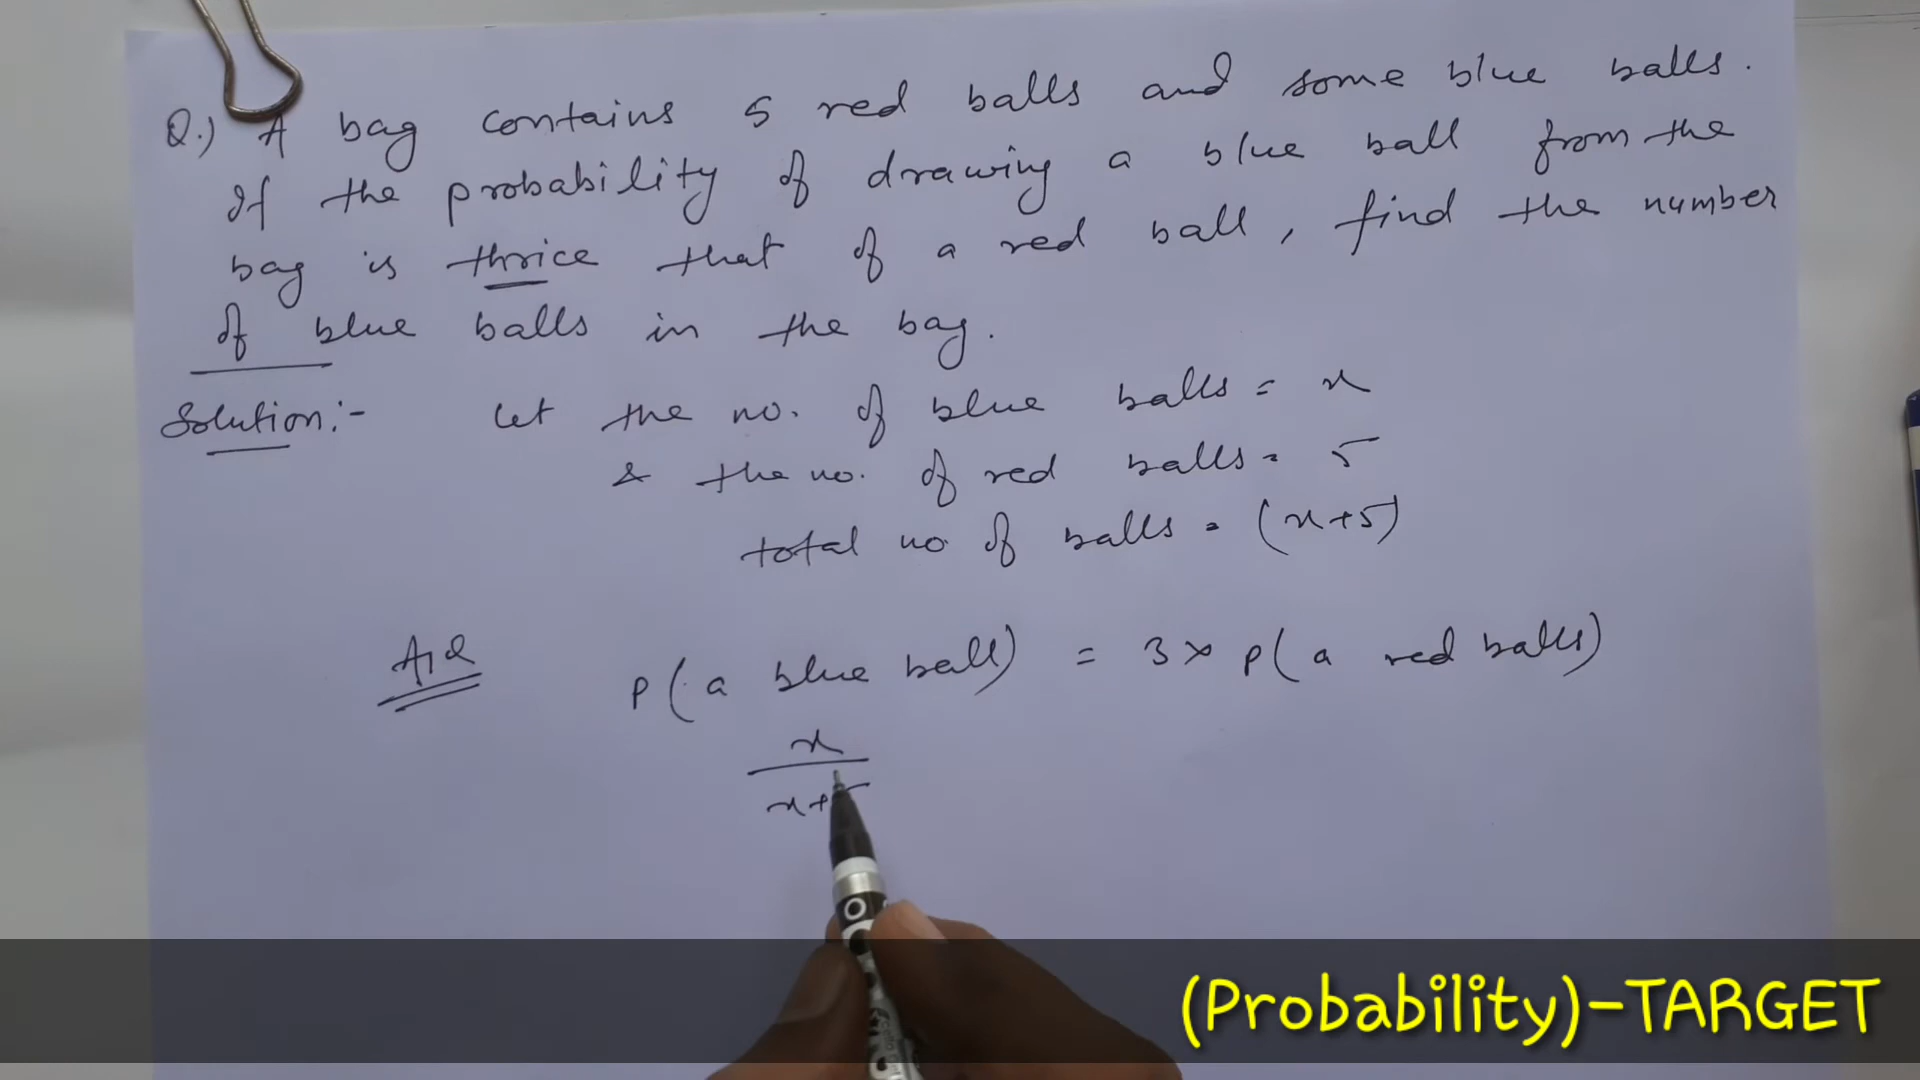 Q.) A bag contains 5 red balls and some blue balls.
If the probability of drawing a blue ball from the
bag is thrice that of a red ball, find the number
of blue balls in the bag.
Solution:- Let the no. of blue balls = x
& the no. of red balls = 5
total no of balls = (x+5)
A/Q P(a blue ball) = 3 × P(a red balls)
x
x+5
(Probability)-TARGET